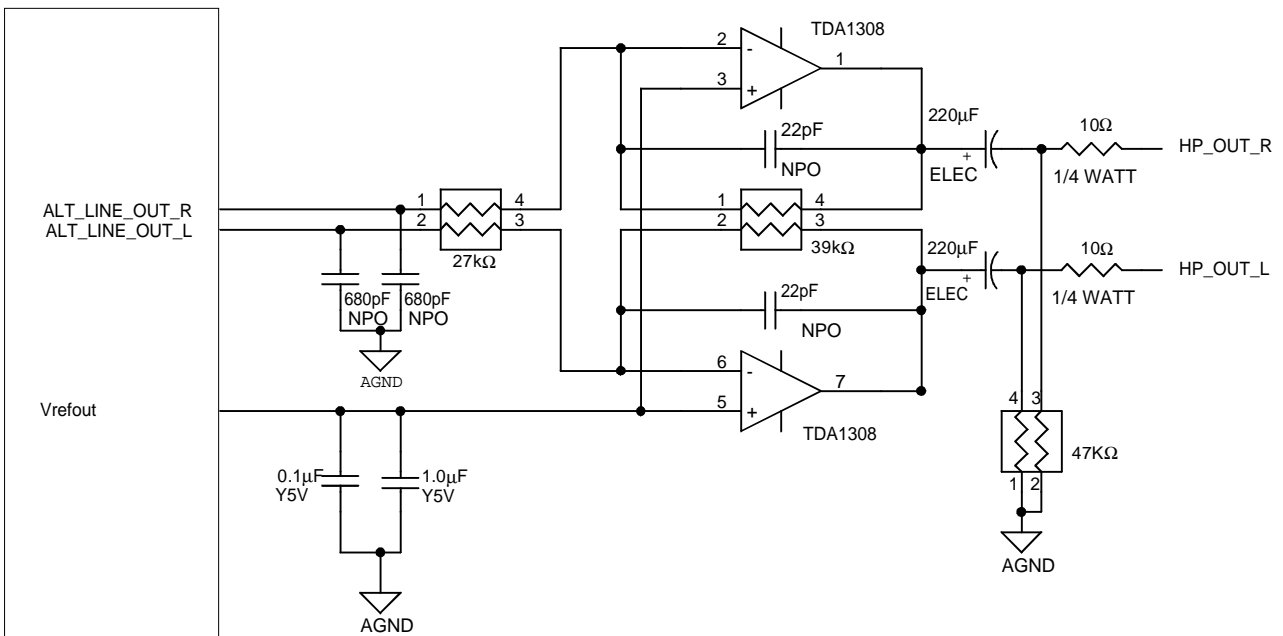 TDA1308
2
-
1
3
+
220µF
10Ω
22pF
HP_OUT_R
+
NPO
ELEC
1/4 WATT
1
4
1
4
ALT_LINE_OUT_R
2
3
2
3
ALT_LINE_OUT_L
220µF
10Ω
27kΩ
39kΩ
HP_OUT_L
+
680pF
680pF
22pF
ELEC
1/4 WATT
NPO
NPO
NPO
6
-
AGND
7
4
3
Vrefout
5
+
TDA1308
47KΩ
0.1µF
1.0µF
1
2
Y5V
Y5V
AGND
AGND